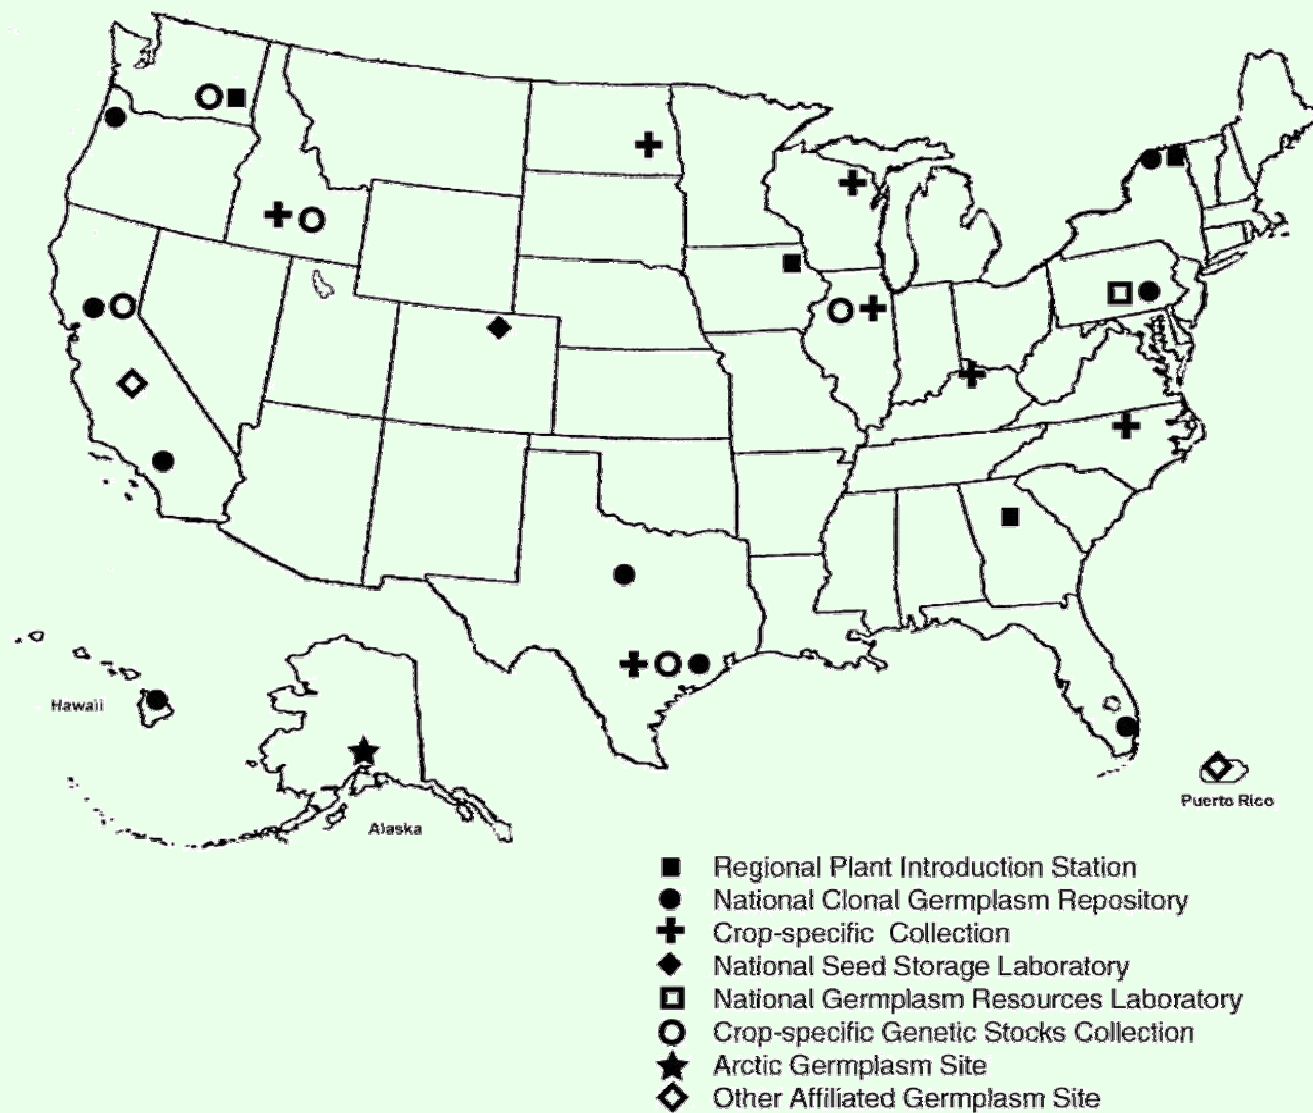 Hawaii
Alaska
Puerto Rico
Regional Plant Introduction Station
National Clonal Germplasm Repository
Crop-specific Collection
National Seed Storage Laboratory
National Germplasm Resources Laboratory
Crop-specific Genetic Stocks Collection
Arctic Germplasm Site
Other Affiliated Germplasm Site